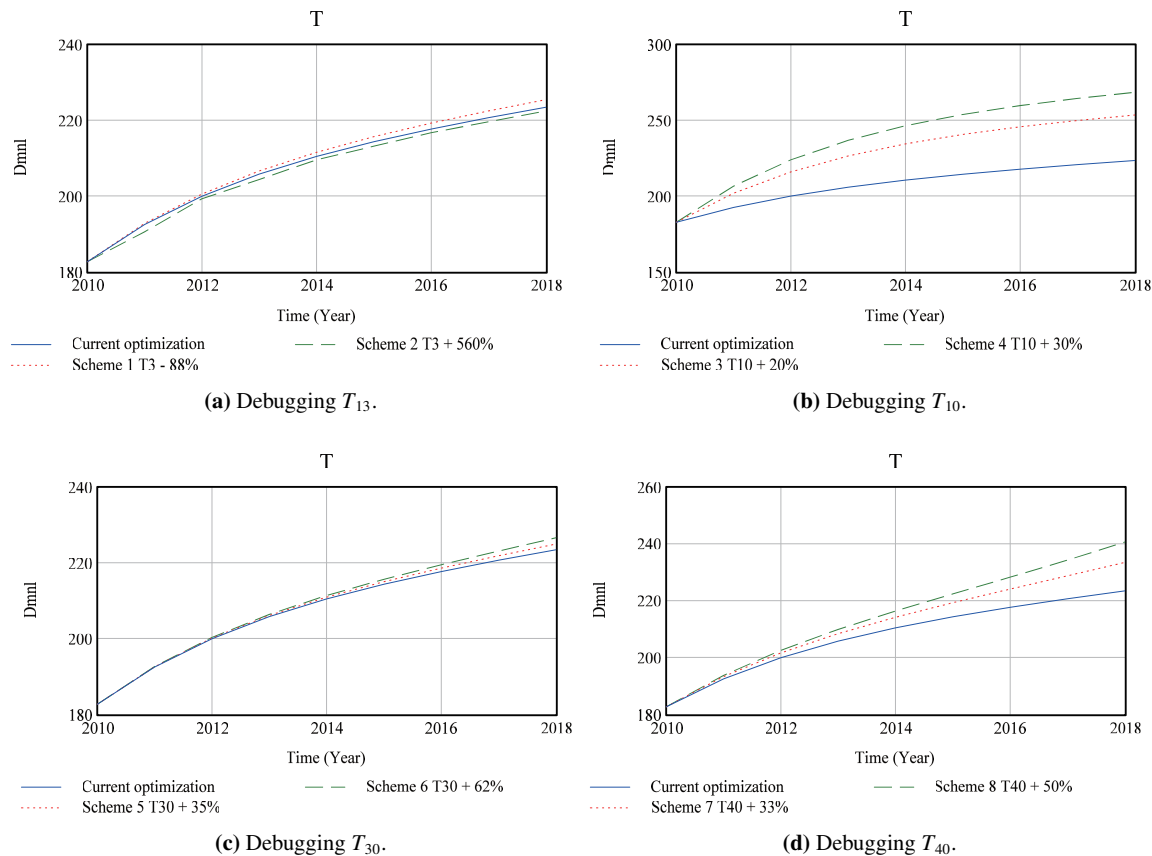 T
240
220
200
180
Dmnl
2010 2012 2014 2016 2018
Time (Year)
Current optimization
Scheme 2 T3 + 560%
Scheme 1 T3 - 88%
(a) Debugging T13.
T
300
250
200
150
Dmnl
2010 2012 2014 2016 2018
Time (Year)
Current optimization
Scheme 4 T10 + 30%
Scheme 3 T10 + 20%
(b) Debugging T10.
T
240
220
200
180
Dmnl
2010 2012 2014 2016 2018
Time (Year)
Current optimization
Scheme 6 T30 + 62%
Scheme 5 T30 + 35%
(c) Debugging T30.
T
260
240
220
200
180
Dmnl
2010 2012 2014 2016 2018
Time (Year)
Current optimization
Scheme 8 T40 + 50%
Scheme 7 T40 + 33%
(d) Debugging T40.